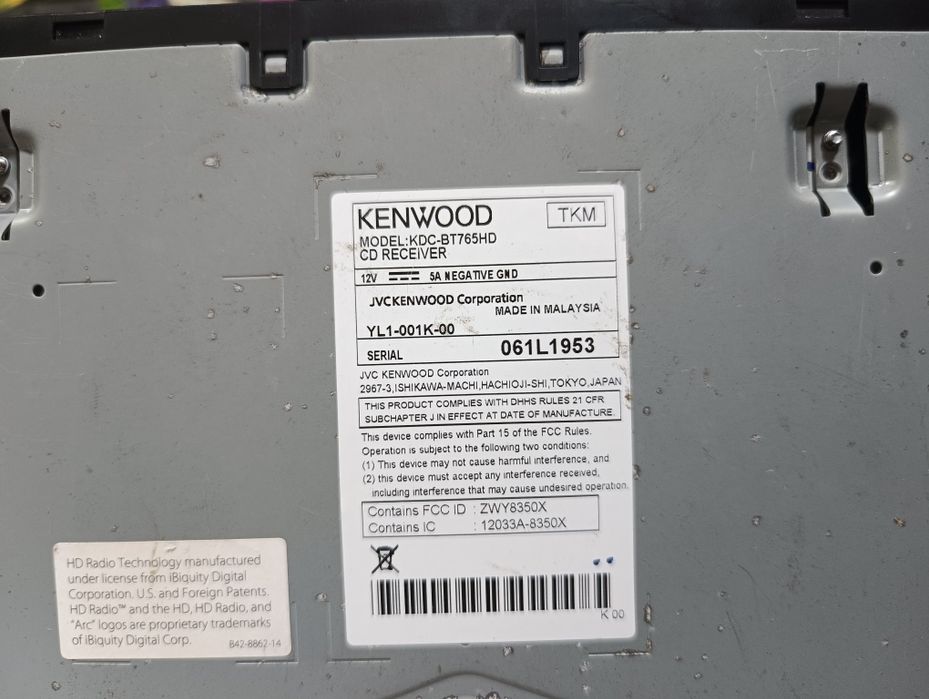 KENWOOD TKM
MODEL:KDC-BT765HD
CD RECEIVER
12V 5A NEGATIVE GND
JVCKENWOOD Corporation
MADE IN MALAYSIA
YL1-001K-00
SERIAL 061L1953
JVC KENWOOD Corporation
2967-3,ISHIKAWA-MACHI,HACHIOJI-SHI,TOKYO,JAPAN
THIS PRODUCT COMPLIES WITH DHHS RULES 21 CFR
SUBCHAPTER J IN EFFECT AT DATE OF MANUFACTURE.
This device complies with Part 15 of the FCC Rules.
Operation is subject to the following two conditions:
(1) This device may not cause harmful interference, and
(2) this device must accept any interference received,
including interference that may cause undesired operation.
Contains FCC ID : ZWY8350X
Contains IC : 12033A-8350X
K 00
HD Radio Technology manufactured
under license from iBiquity Digital
Corporation. U.S. and Foreign Patents.
HD Radio™ and the HD, HD Radio, and
"Arc" logos are proprietary trademarks
of iBiquity Digital Corp.
B42-8862-14